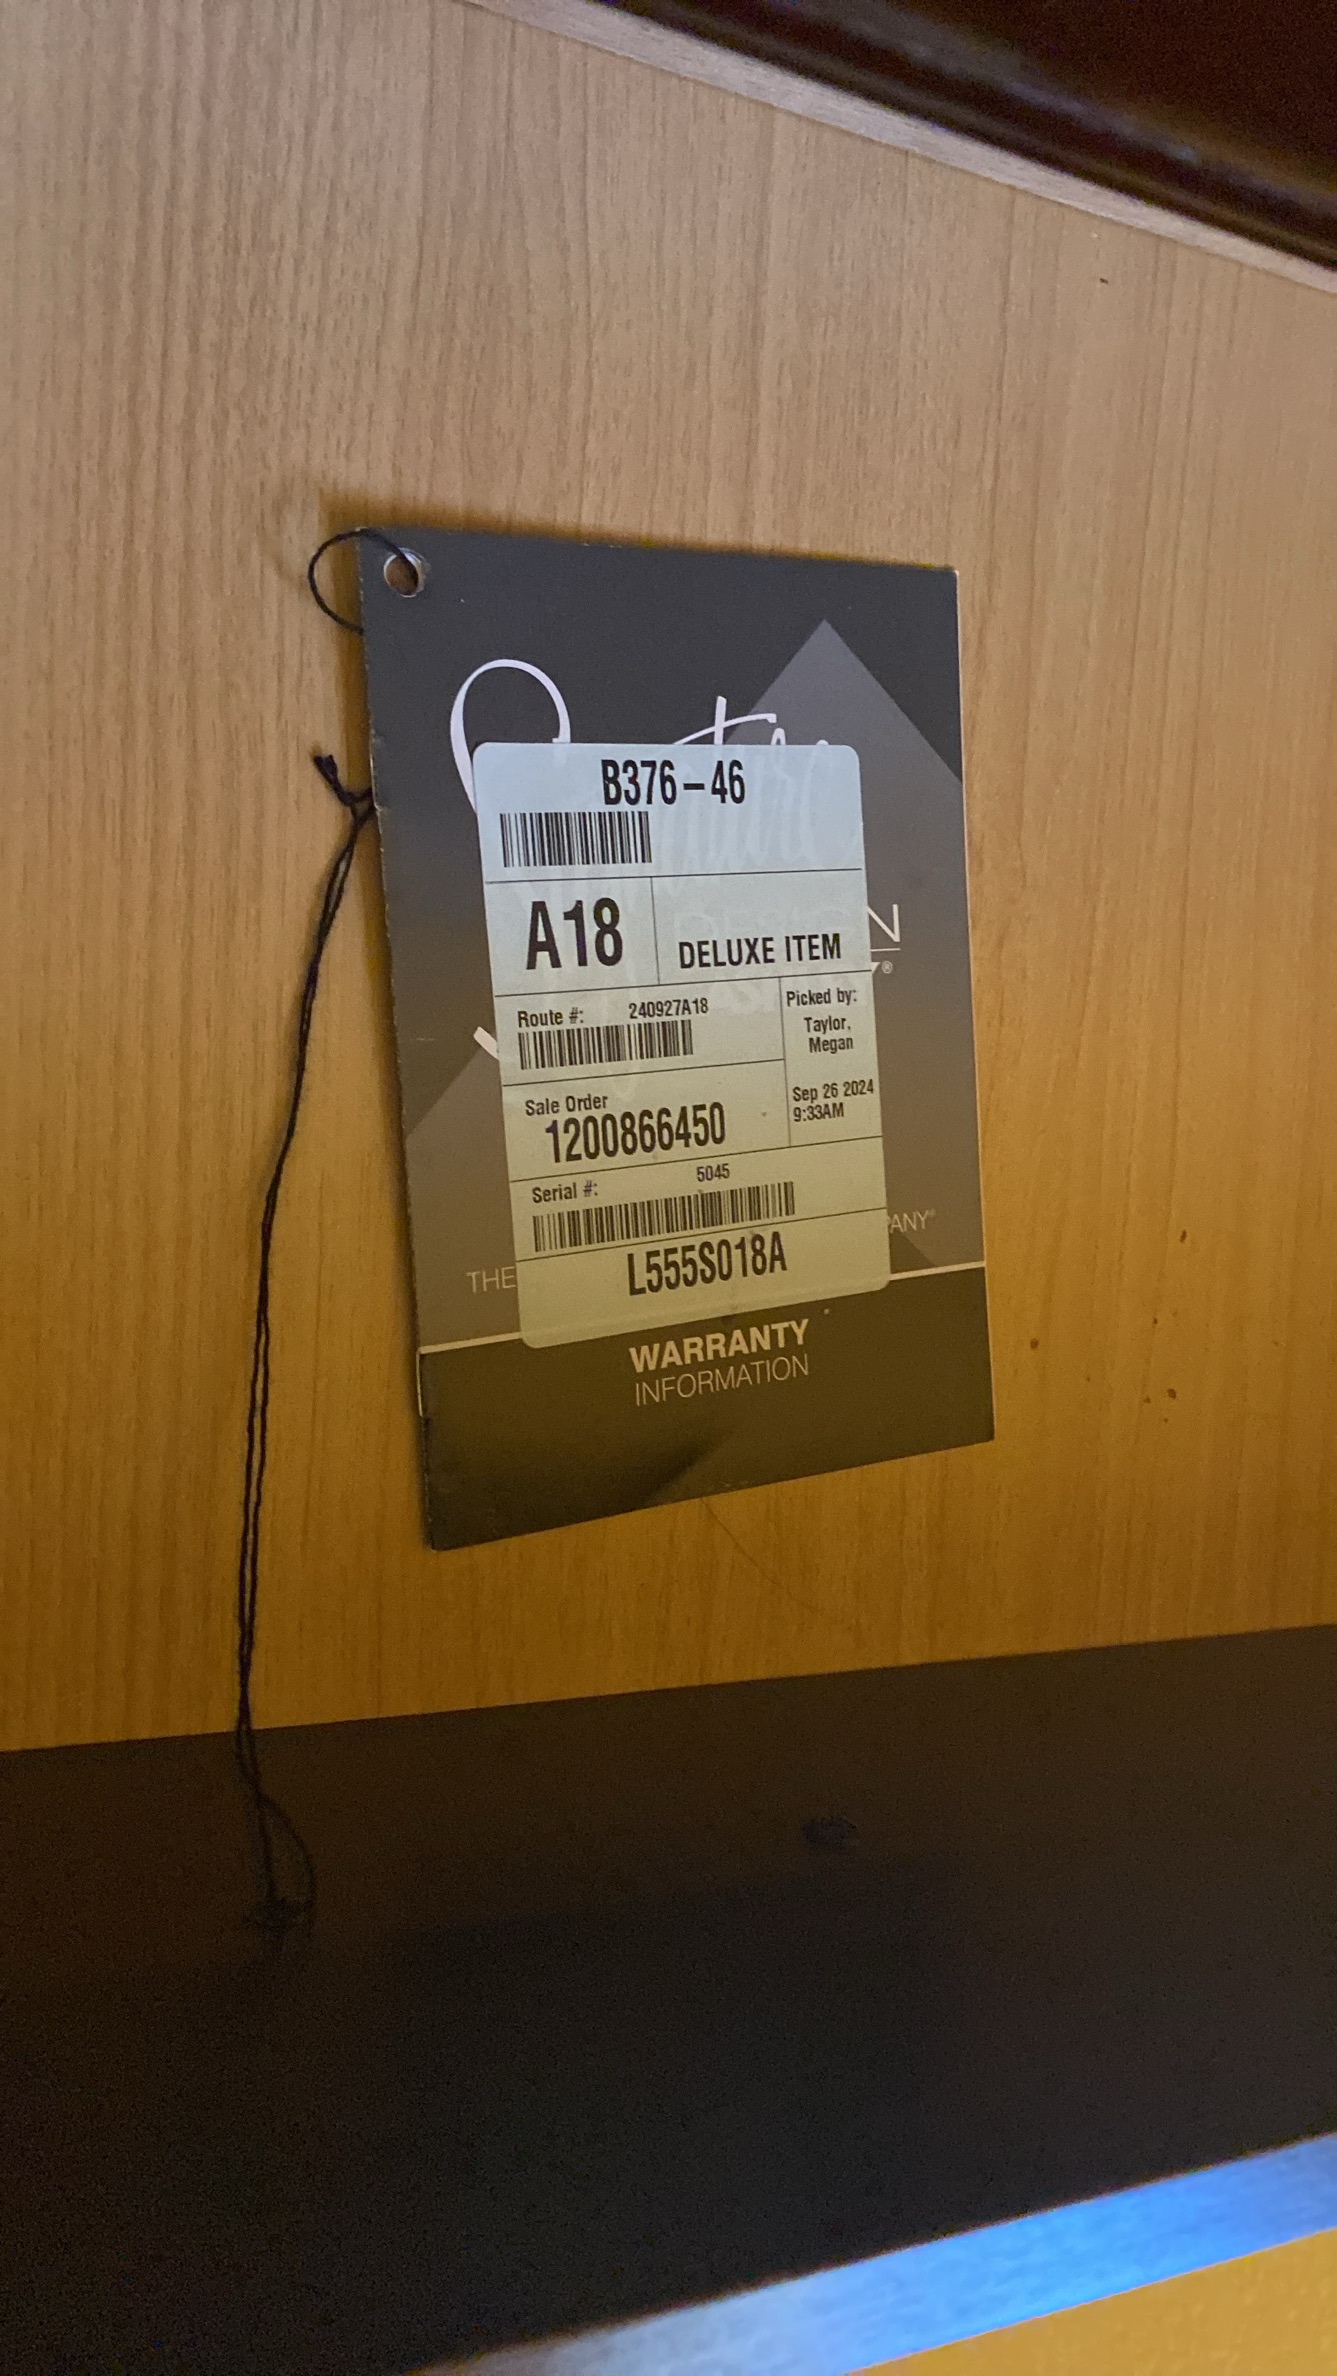 B376-46
A18
DELUXE ITEM
N
®
Route #: 240927A18
Picked by:
Taylor,
Megan
Sep 26 2024
9:33AM
Sale Order
1200866450
Serial #: 5045
L555S018A
THE
PANY®
WARRANTY
INFORMATION